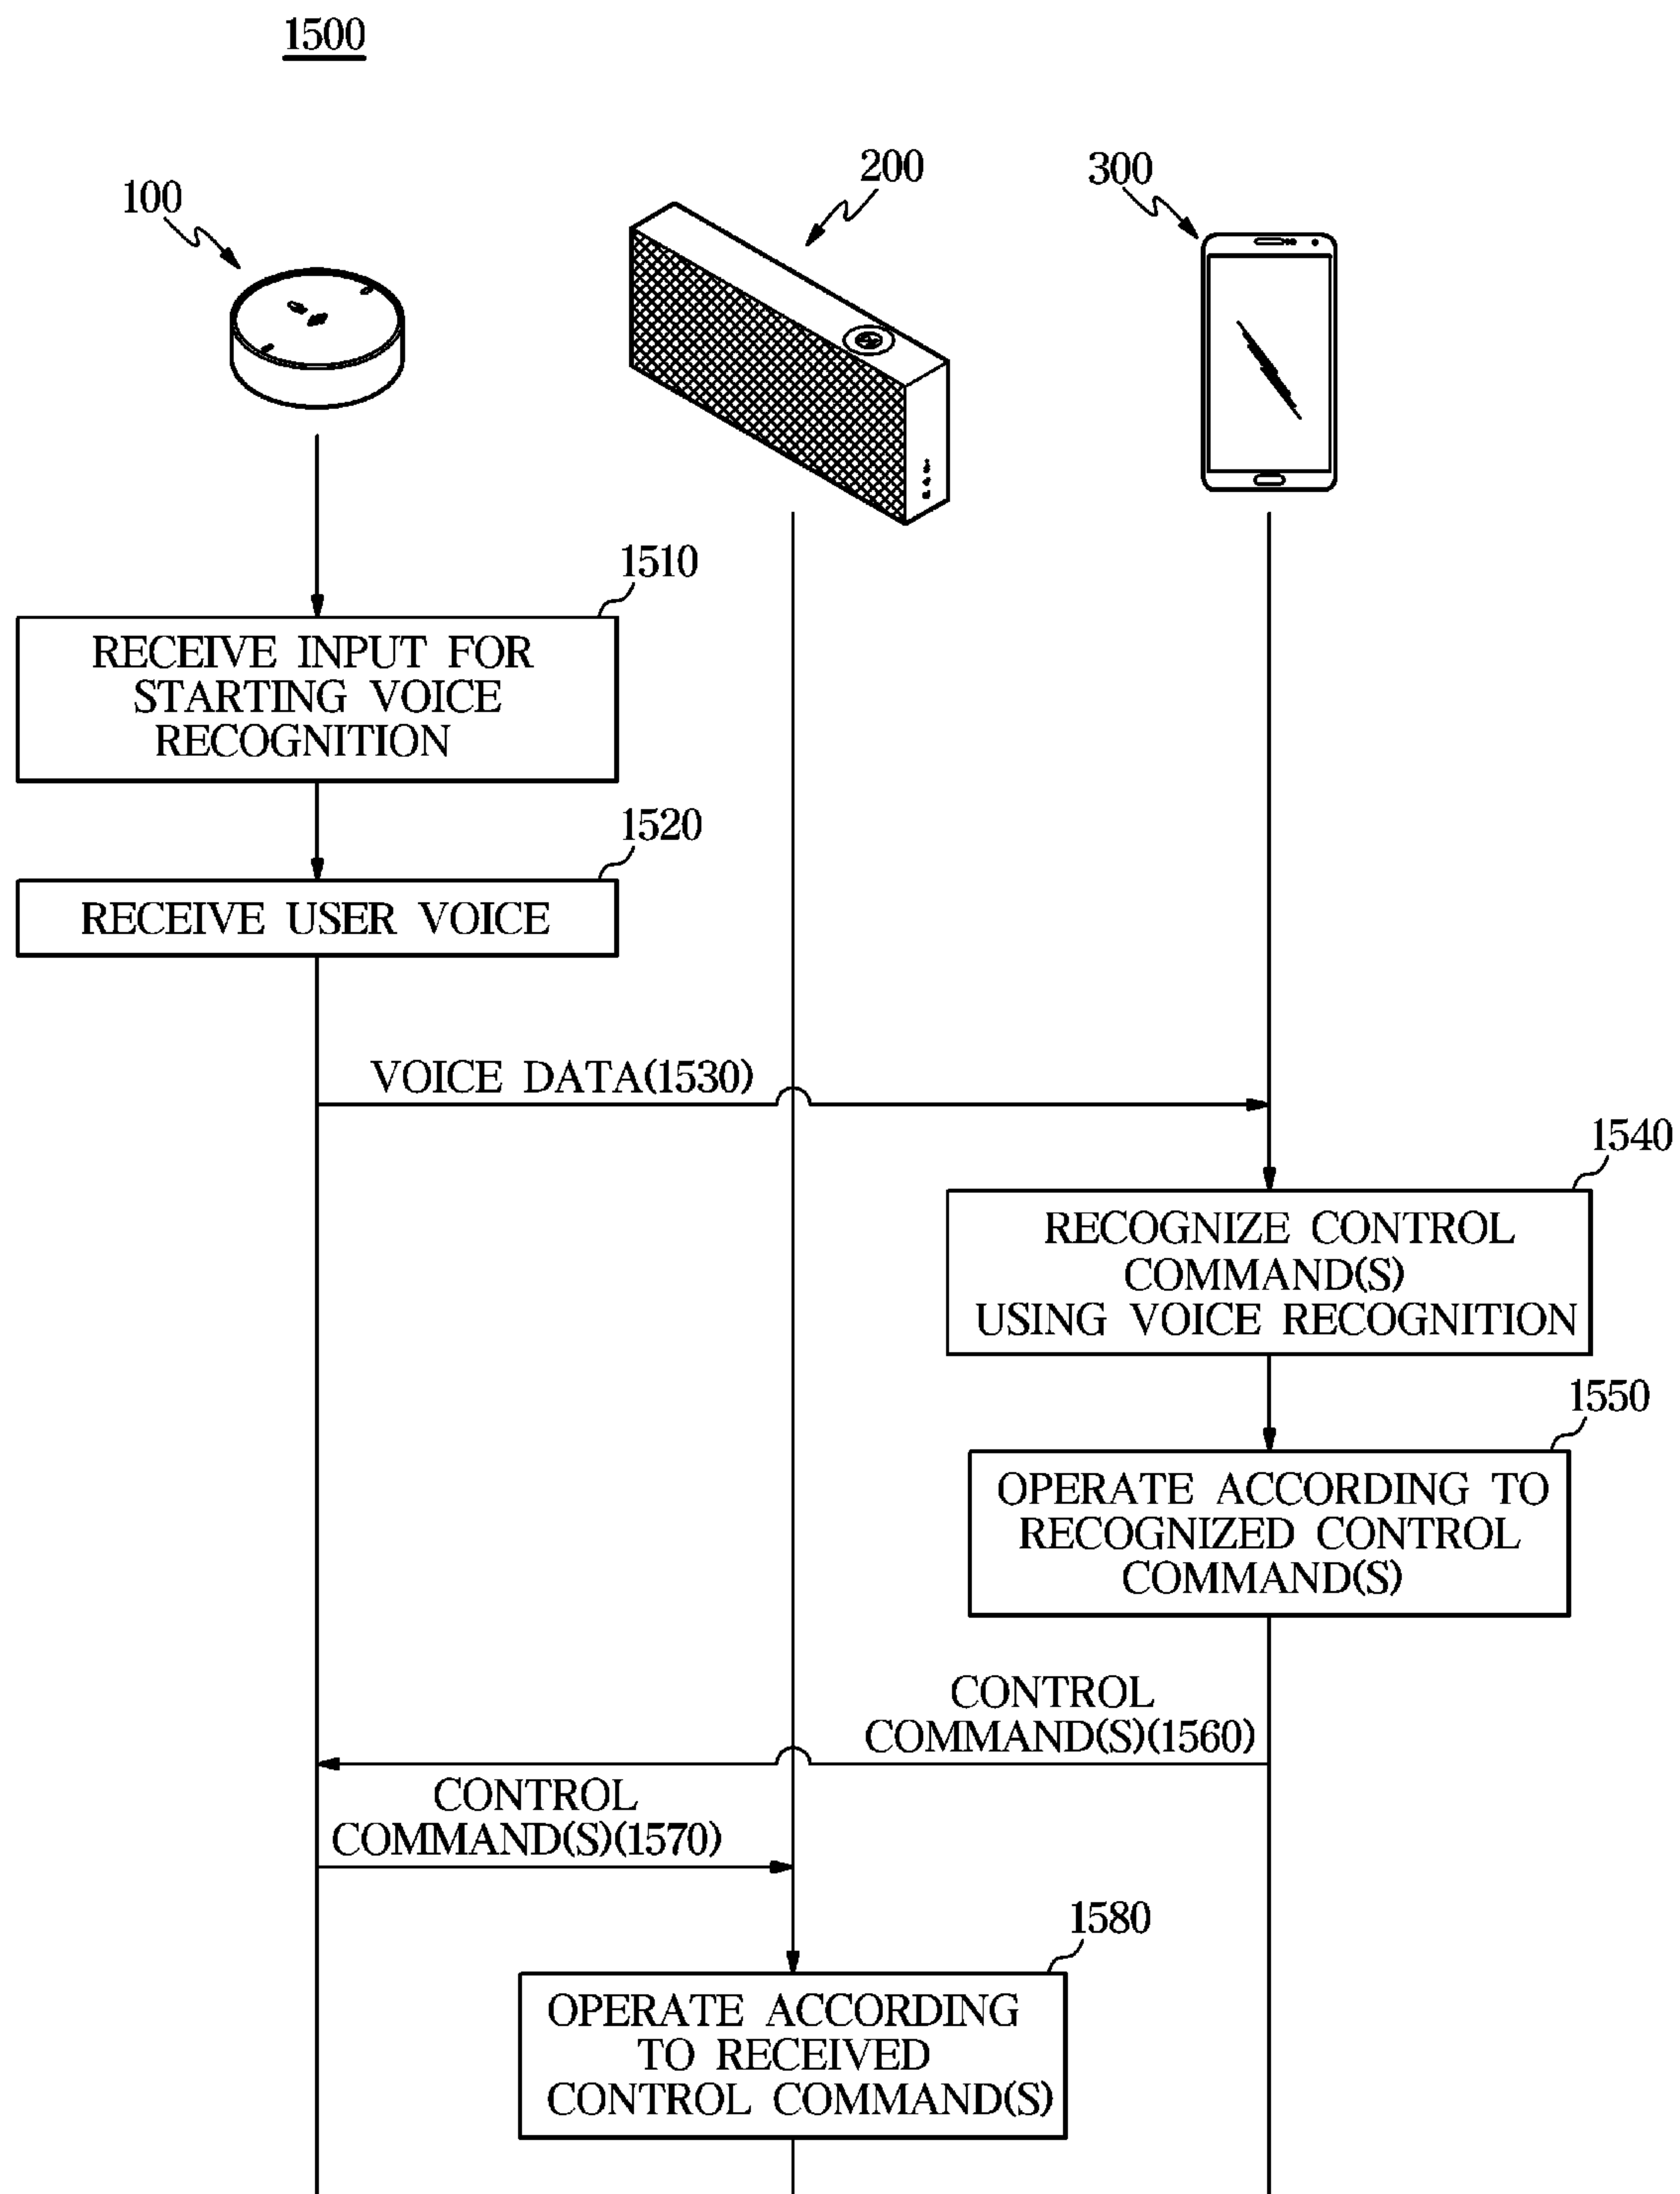 1500
100
200
300
1510
RECEIVE INPUT FOR
STARTING VOICE
RECOGNITION
1520
RECEIVE USER VOICE
VOICE DATA(1530)
1540
RECOGNIZE CONTROL
COMMAND(S)
USING VOICE RECOGNITION
1550
OPERATE ACCORDING TO
RECOGNIZED CONTROL
COMMAND(S)
CONTROL
COMMAND(S)(1560)
CONTROL
COMMAND(S)(1570)
1580
OPERATE ACCORDING
TO RECEIVED
CONTROL COMMAND(S)